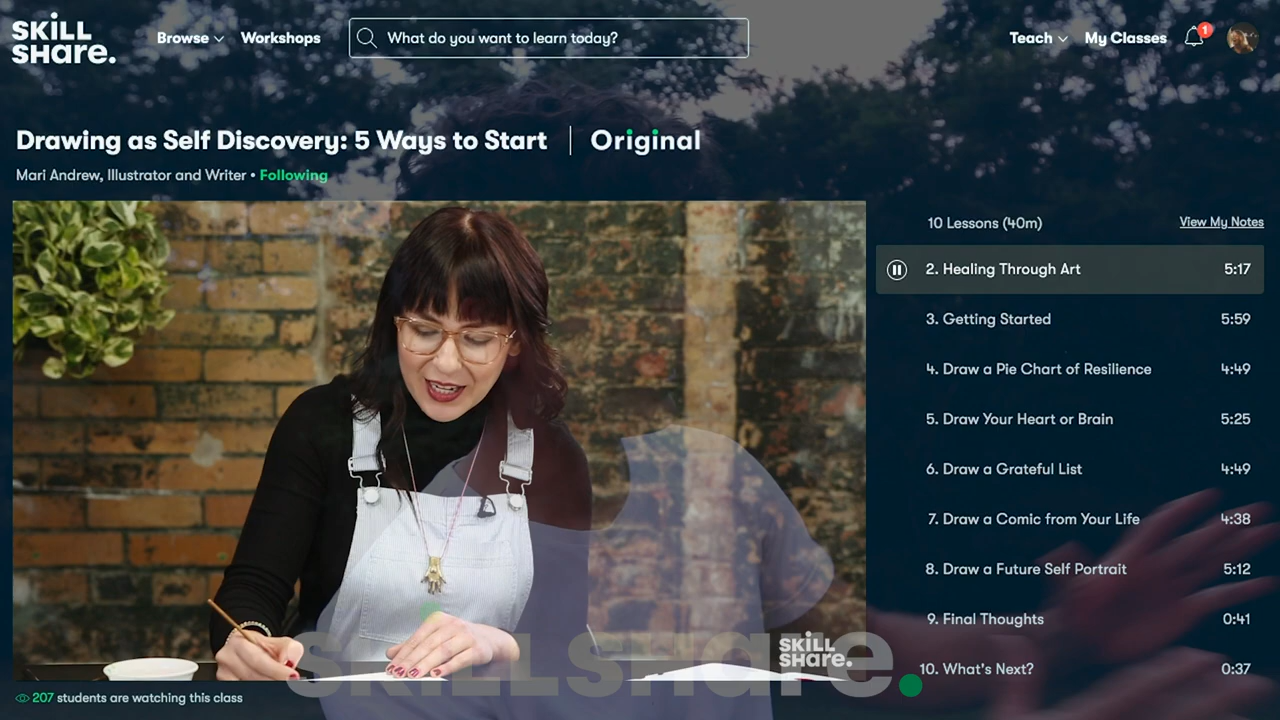 SKILL
SHARE.
Browse
Workshops
What do you want to learn today?
Teach
My Classes
1
Drawing as Self Discovery: 5 Ways to Start | Original
Mari Andrew, Illustrator and Writer • Following
10 Lessons (40m)
View My Notes
2. Healing Through Art 5:17
3. Getting Started 5:59
4. Draw a Pie Chart of Resilience 4:49
5. Draw Your Heart or Brain 5:25
6. Draw a Grateful List 4:49
7. Draw a Comic from Your Life 4:38
8. Draw a Future Self Portrait 5:12
9. Final Thoughts 0:41
10. What's Next? 0:37
SKILLSHare.
SKILL
SHARE.
207 students are watching this class